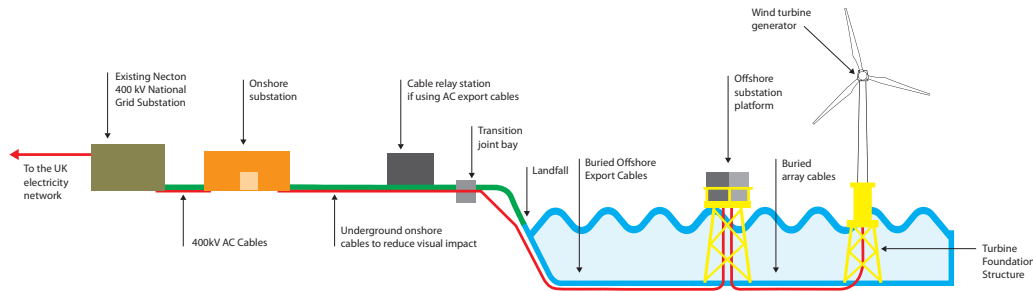 Wind turbine
generator
Existing Necton
400 kV National
Grid Substation
Onshore
substation
Cable relay station
if using AC export cables
Offshore
substation
platform
Transition
joint bay
Landfall
Buried Offshore
Export Cables
Buried
array cables
To the UK
electricity
network
400kV AC Cables
Underground onshore
cables to reduce visual impact
Turbine
Foundation
Structure